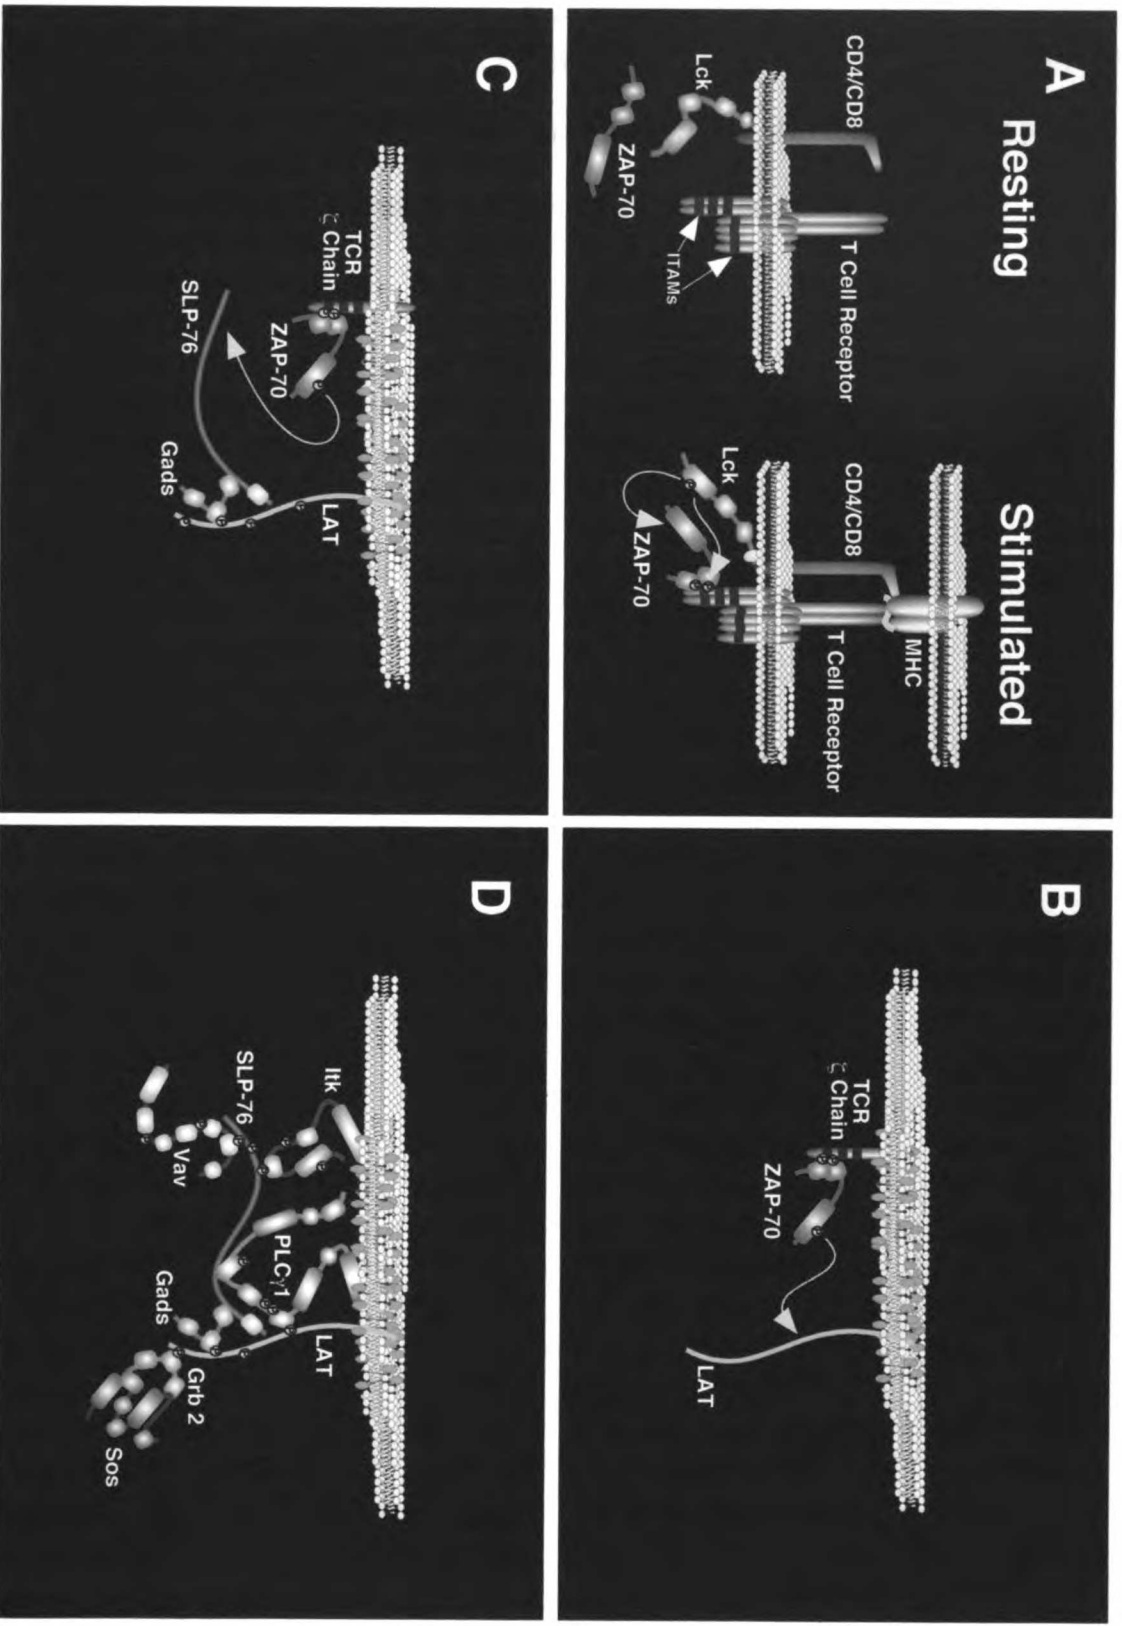 A
Resting
Stimulated
CD4/CD8
Lck
ZAP-70
T Cell Receptor
ITAMs
CD4/CD8
Lck
ZAP-70
MHC
T Cell Receptor
B
TCR
ζ Chain
ZAP-70
LAT
C
TCR
ζ Chain
ZAP-70
SLP-76
Gads
LAT
D
Itk
SLP-76
Vav
PLCγ1
Gads
LAT
Grb 2
Sos